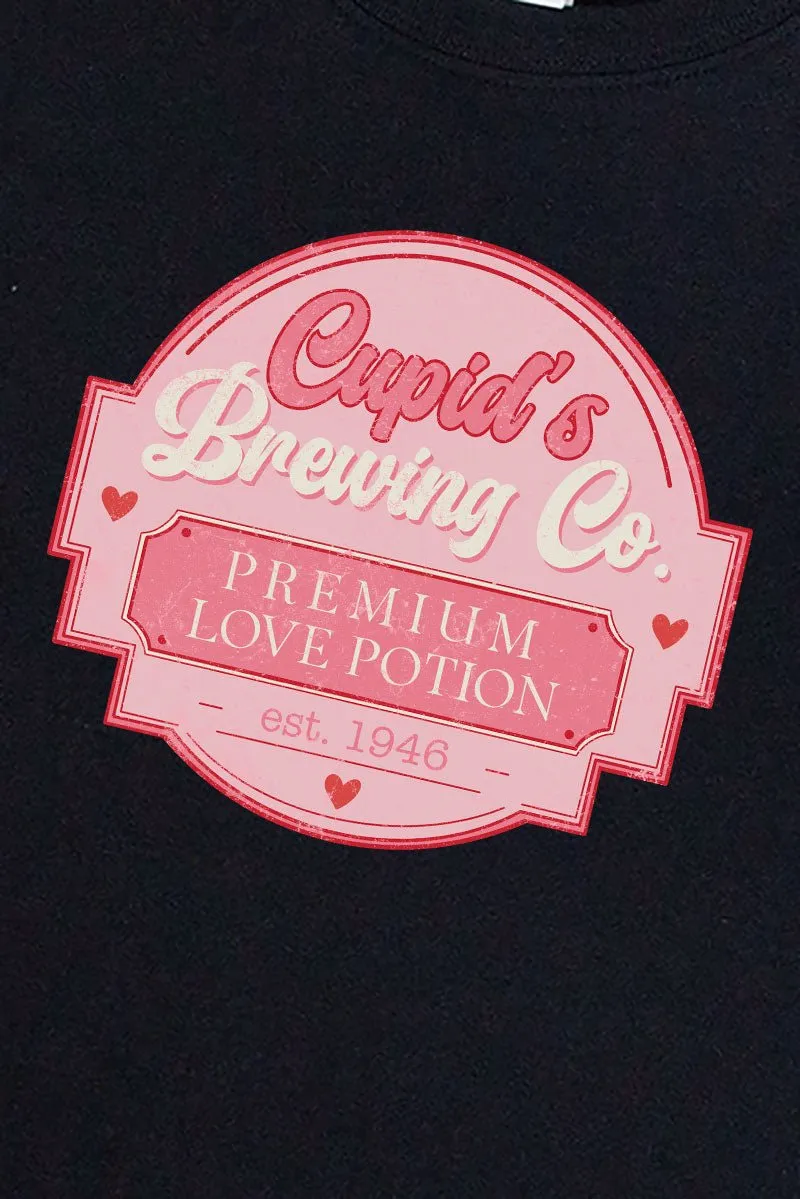 Cupid's
Brewing Co.
PREMIUM
LOVE POTION
est. 1946